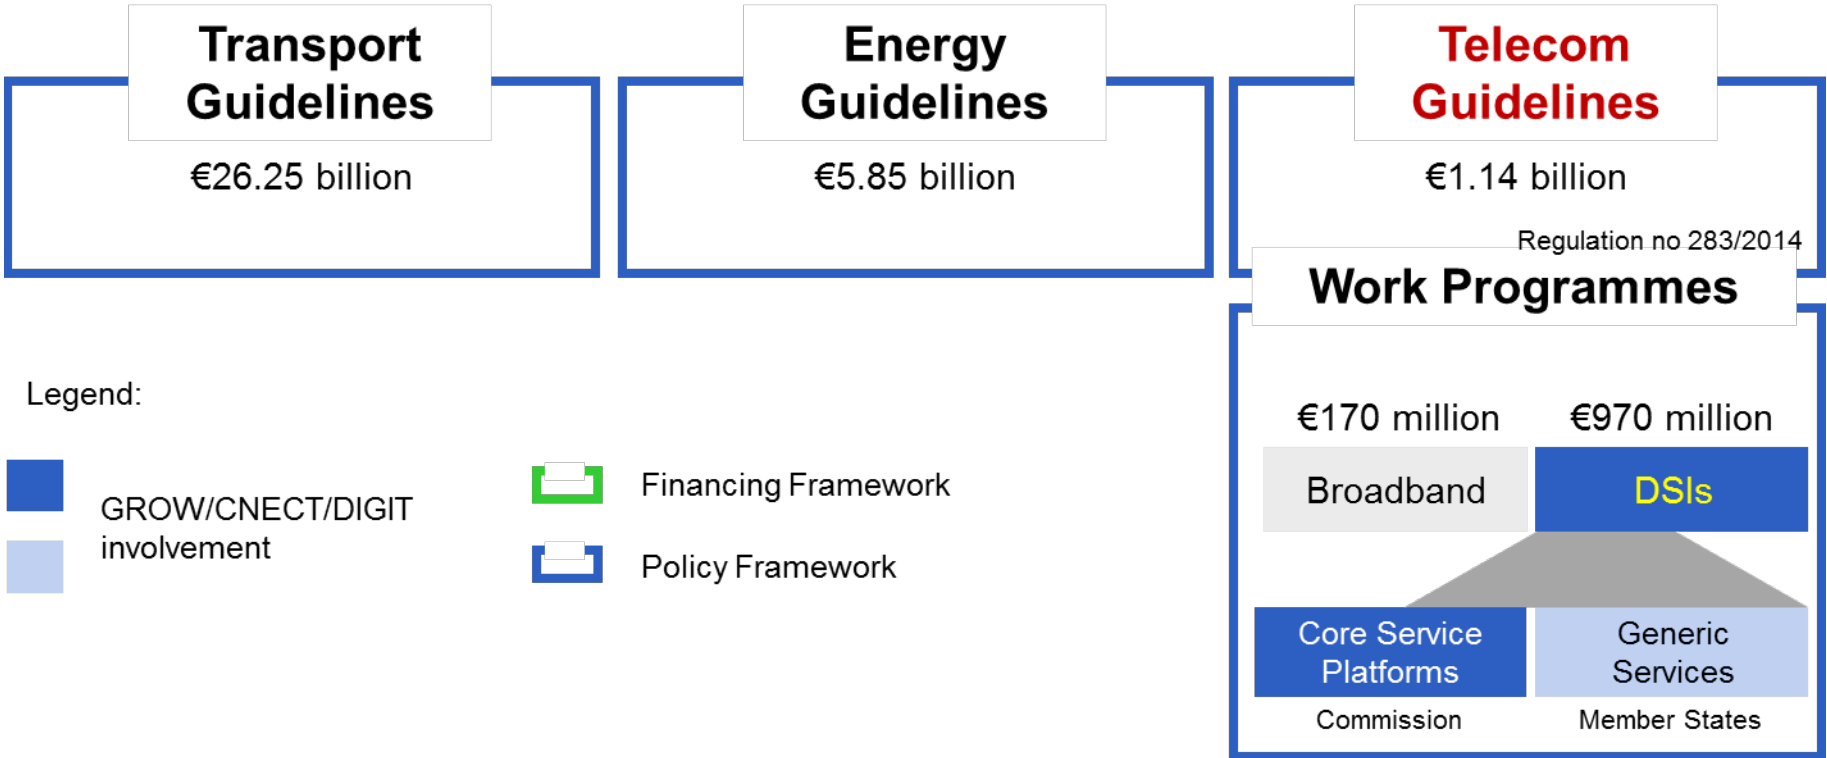 Transport
Guidelines
€26.25 billion
Energy
Guidelines
€5.85 billion
Telecom
Guidelines
€1.14 billion
Regulation no 283/2014
Work Programmes
€170 million
€970 million
Broadband
DSIs
Core Service
Platforms
Generic
Services
Commission
Member States
Legend:
GROW/CNECT/DIGIT
involvement
Financing Framework
Policy Framework